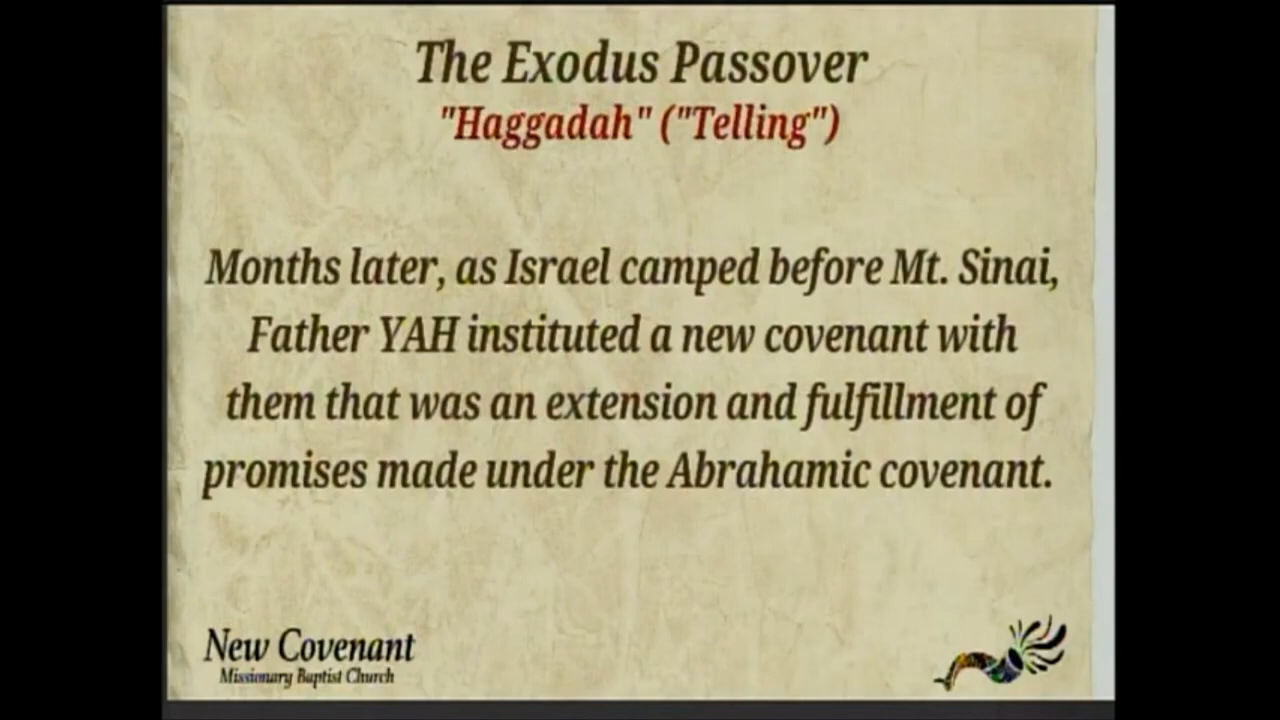 The Exodus Passover
"Haggadah" ("Telling")
Months later, as Israel camped before Mt. Sinai,
Father YAH instituted a new covenant with
them that was an extension and fulfillment of
promises made under the Abrahamic covenant.
New Covenant
Missionary Baptist Church